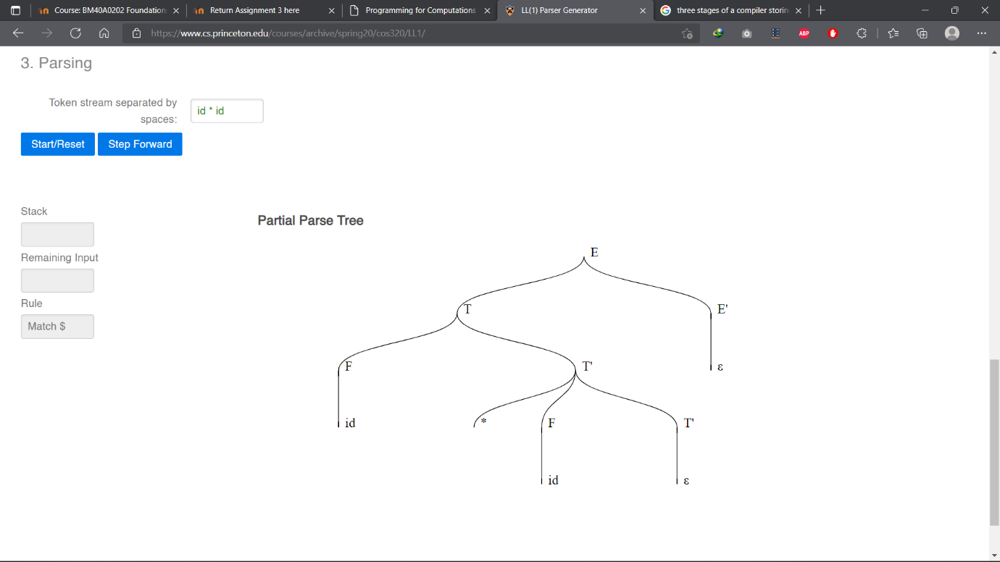 Course: BM40A0202 Foundation
Return Assignment 3 here
Programming for Computations
LL(1) Parser Generator
three stages of a compiler storin
https://www.cs.princeton.edu/courses/archive/spring20/cos320/LL1/
ABP
3. Parsing
Token stream separated by
spaces:
id * id
Start/Reset
Step Forward
Stack
Remaining Input
Rule
Match $
Partial Parse Tree
E
T
E'
F
T'
ε
id
*
F
T'
id
ε